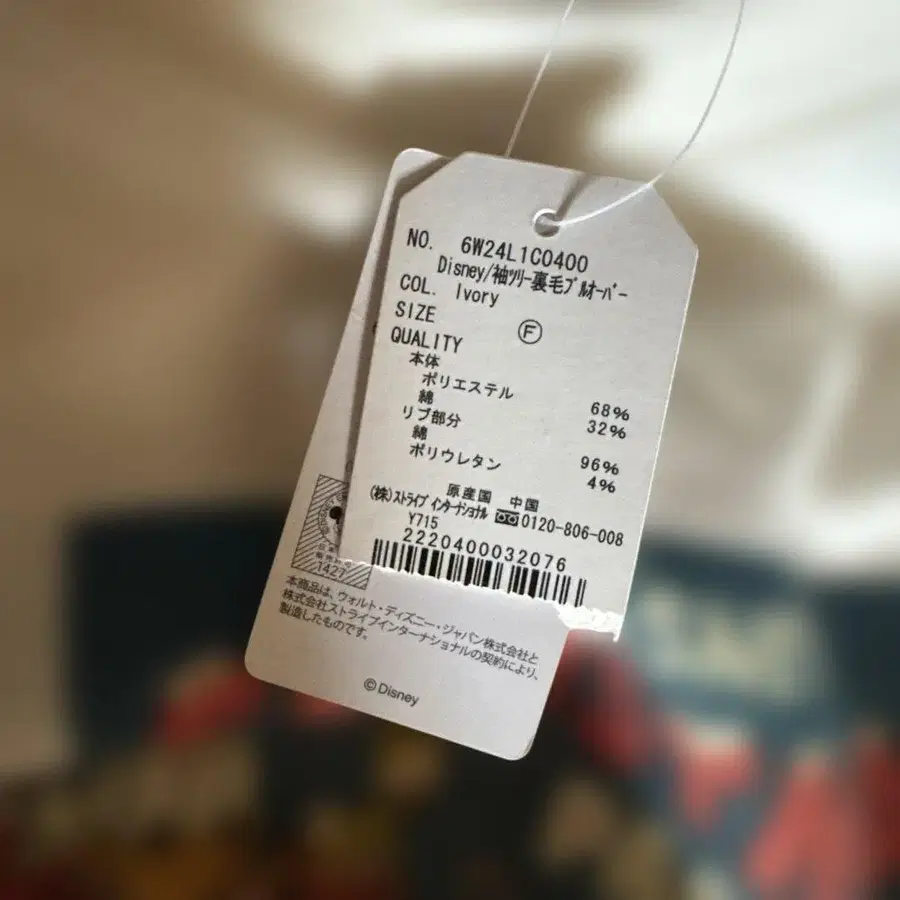 NO. 6W24L1C0400
Disney/袖ﾂﾘｰ裏毛ﾌﾟﾙｵｰﾊﾞｰ
COL. Ivory
SIZE Ⓕ
QUALITY
本体
ポリエステル 68%
綿 32%
リブ部分
綿 96%
ポリウレタン 4%
原産国 中国
(株)ｽﾄﾗｲﾌﾟ ｲﾝﾀｰﾅｼｮﾅﾙ 0120-806-008
Y715
2220400032076
1427
本商品は、ウォルト・ディズニー・ジャパン株式会社と
株式会社ストライプインターナショナルの契約により、
製造したものです。
©Disney